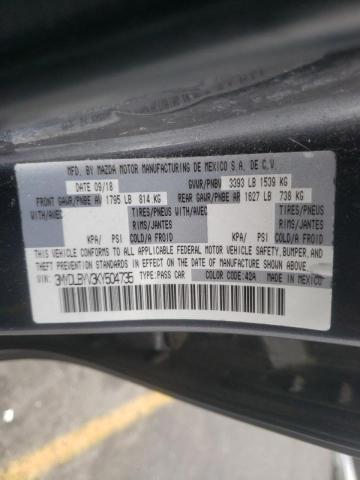 MFD. BY MAZDA MOTOR MANUFACTURING DE MEXICO S.A. DE C.V.
DATE 09/18 GVWR/PNBV 3393 LB 1539 KG
FRONT GAWR/PNBE AV 1795 LB 814 KG REAR GAWR/PNBE AR 1627 LB 738 KG
WITH/AVEC TIRES/PNEUS WITH/AVEC TIRES/PNEUS
RIMS/JANTES RIMS/JANTES
KPA/ PSI COLD/A FROID KPA/ PSI COLD/A FROID
THIS VEHICLE CONFORMS TO ALL APPLICABLE FEDERAL MOTOR VEHICLE SAFETY, BUMPER, AND
THEFT PREVENTION STANDARDS IN EFFECT ON THE DATE OF MANUFACTURE SHOWN ABOVE.
VIN: 3MYDLBYV3KY504735 TYPE:PASS CAR COLOR CODE:42A MADE IN MEXICO